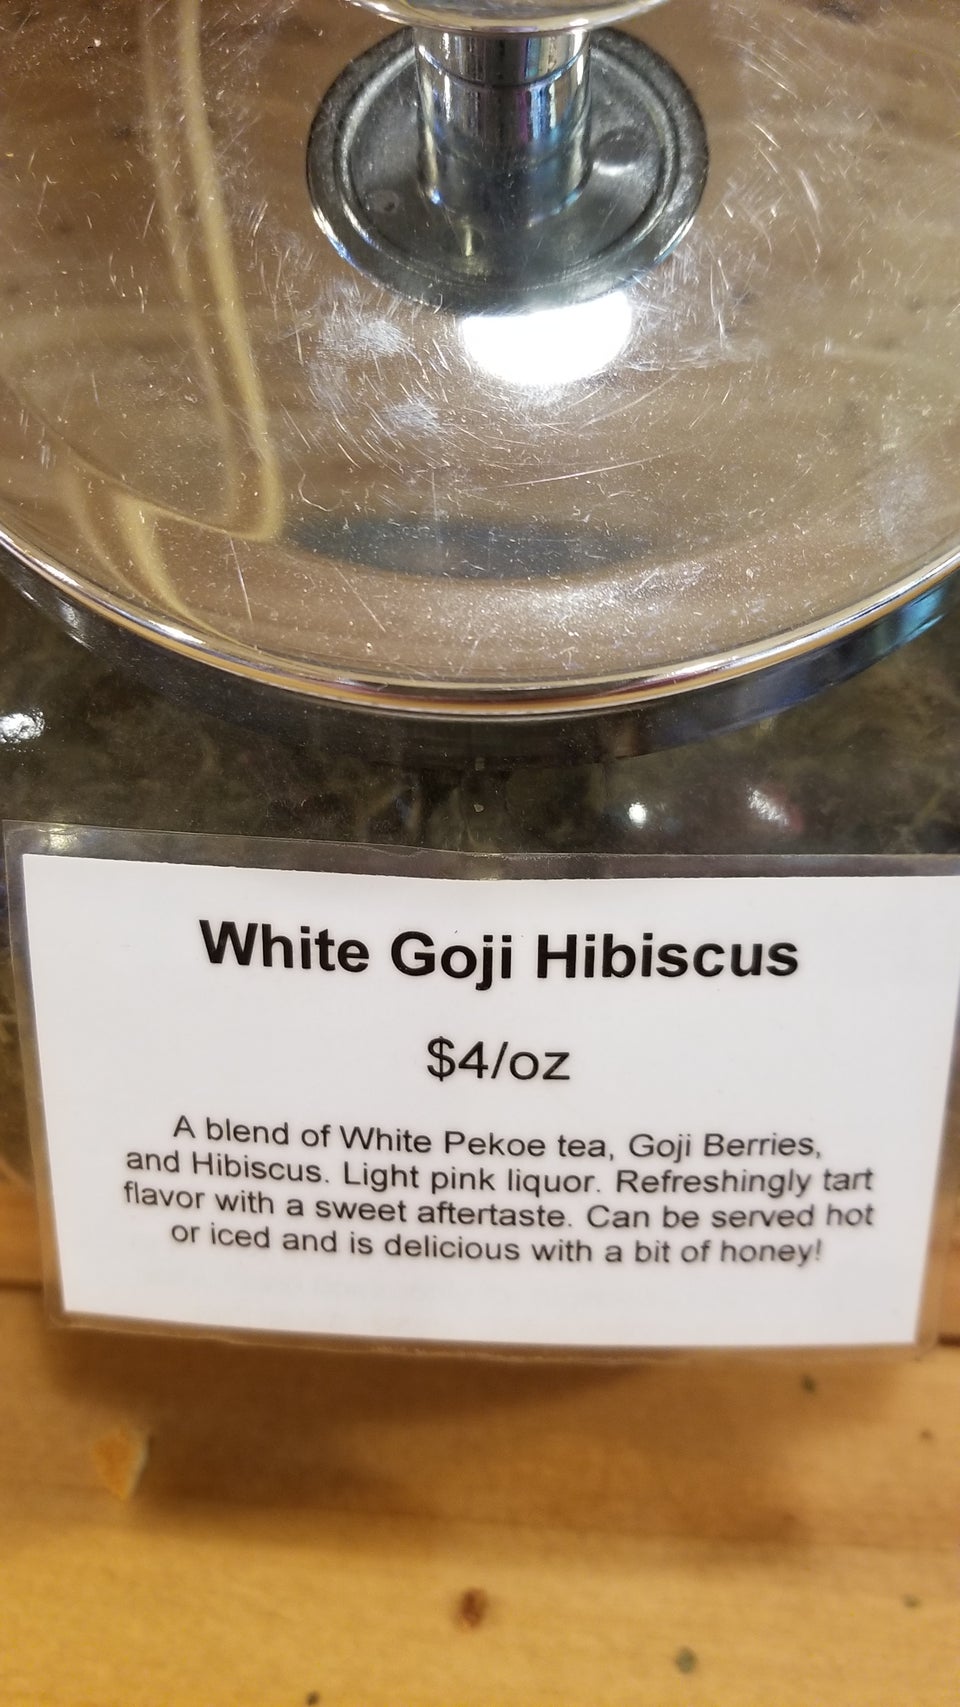 White Goji Hibiscus
$4/oz
A blend of White Pekoe tea, Goji Berries,
and Hibiscus. Light pink liquor. Refreshingly tart
flavor with a sweet aftertaste. Can be served hot
or iced and is delicious with a bit of honey!